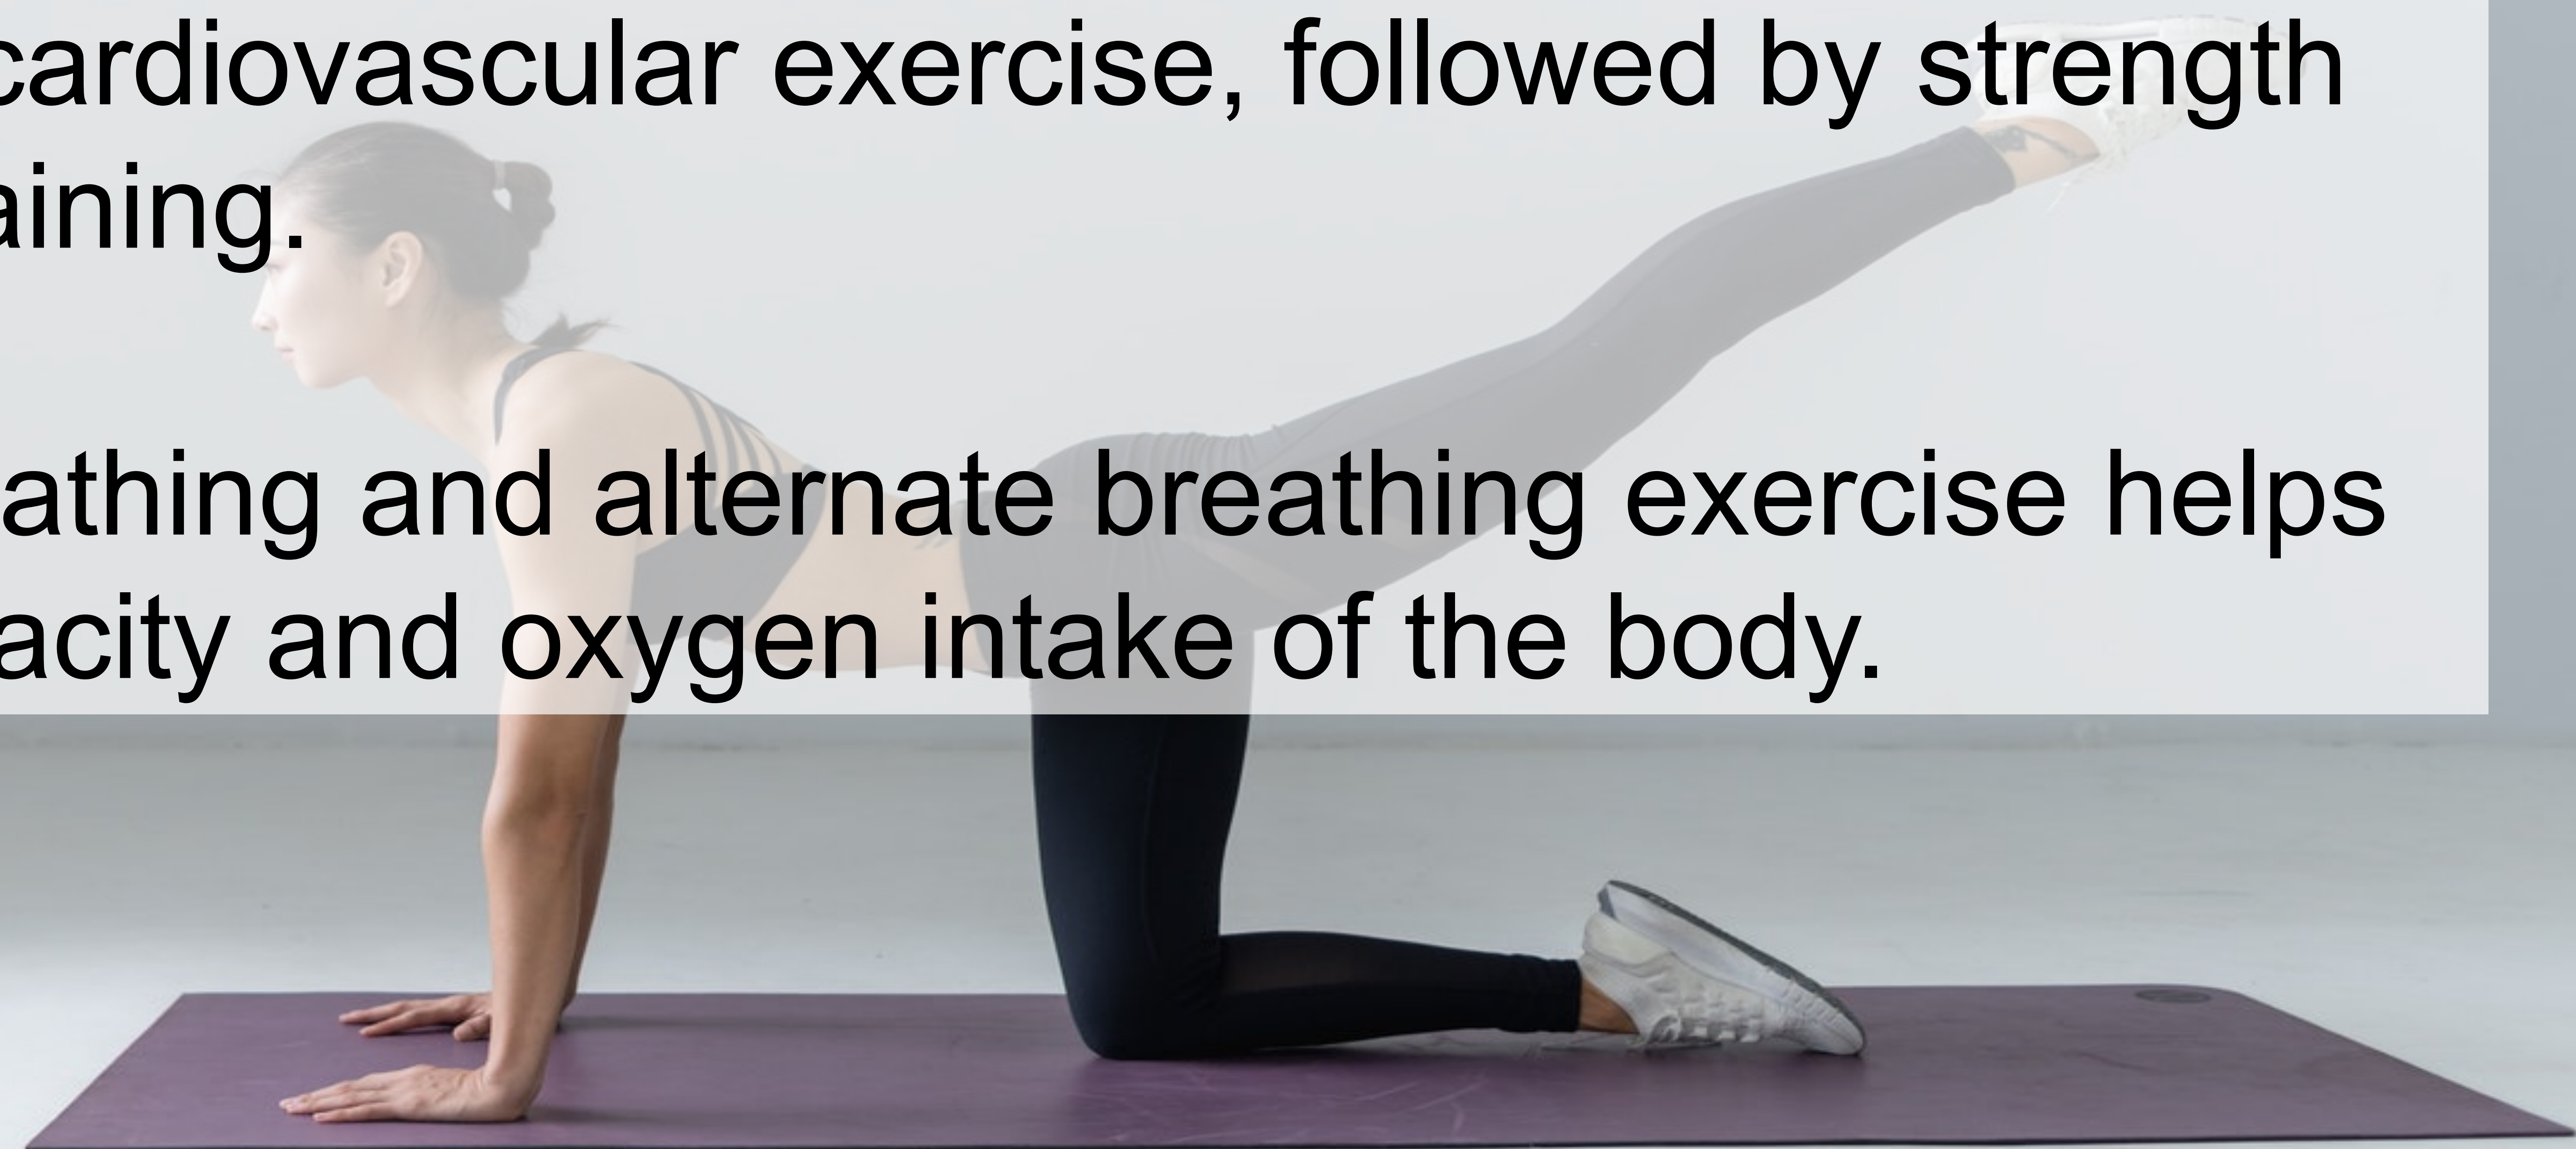 cardiovascular exercise, followed by strength
aining.
athing and alternate breathing exercise helps
acity and oxygen intake of the body.